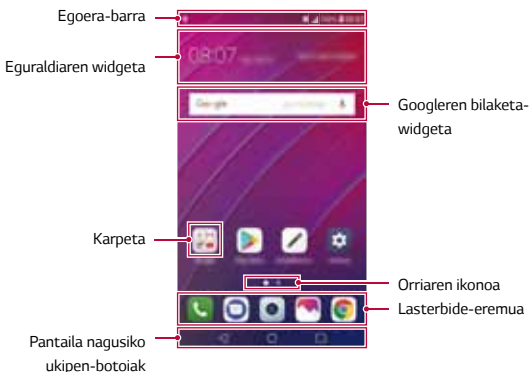 Egoera-barra
Eguraldiaren widgeta
08:07
Google
Googleren bilaketa-
widgeta
Karpeta
Orriaren ikonoa
Lasterbide-eremua
Pantaila nagusiko
ukipen-botoiak